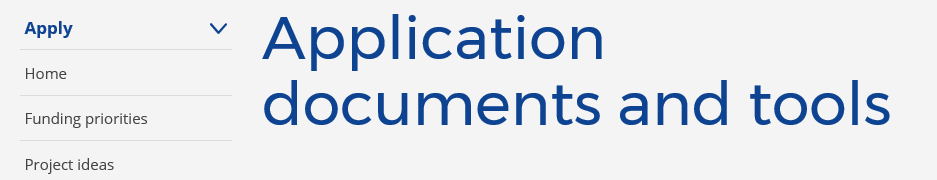 Apply
Home
Funding priorities
Project ideas
Application
documents and tools